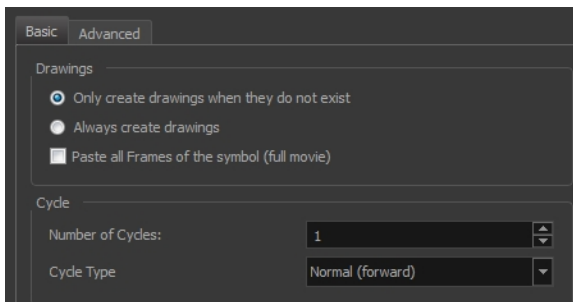 Basic Advanced
Drawings
Only create drawings when they do not exist
Always create drawings
Paste all Frames of the symbol (full movie)
Cycle
Number of Cycles: 1
Cycle Type Normal (forward)